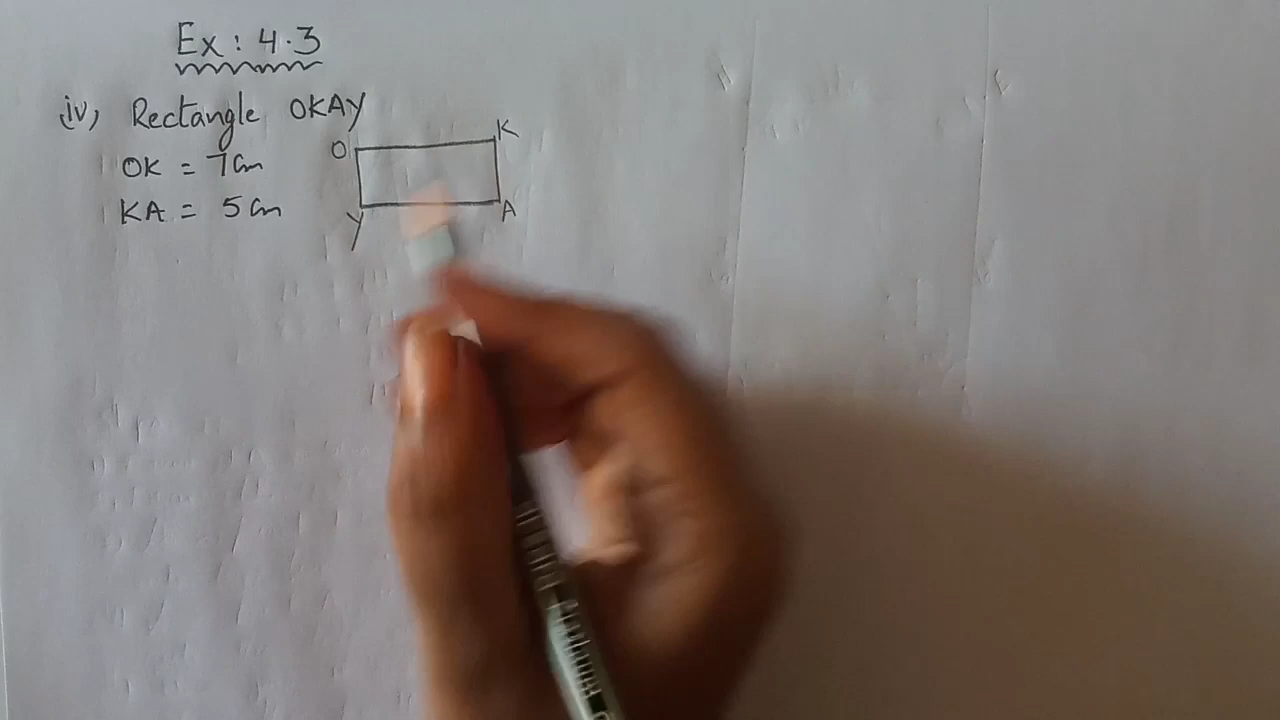 Ex: 4.3
iv) Rectangle OKAY
OK = 7cm
KA = 5cm
O K
Y A